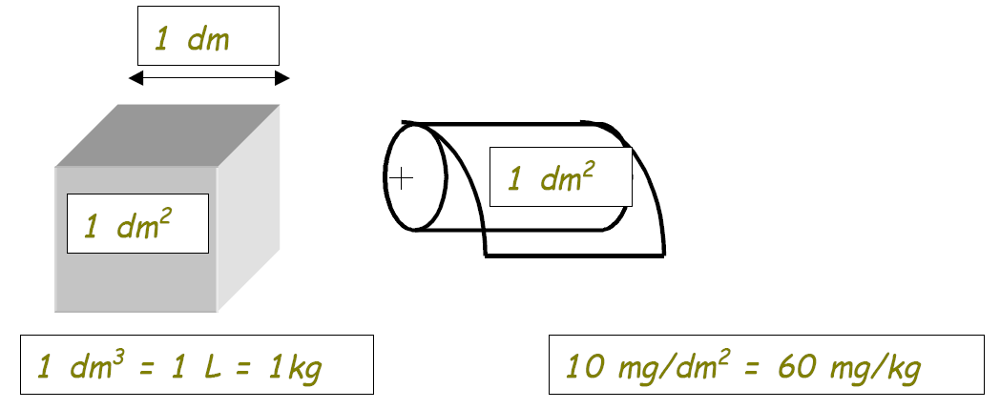 1 dm
1 dm²
1 dm²
1 dm³ = 1 L = 1kg
10 mg/dm² = 60 mg/kg